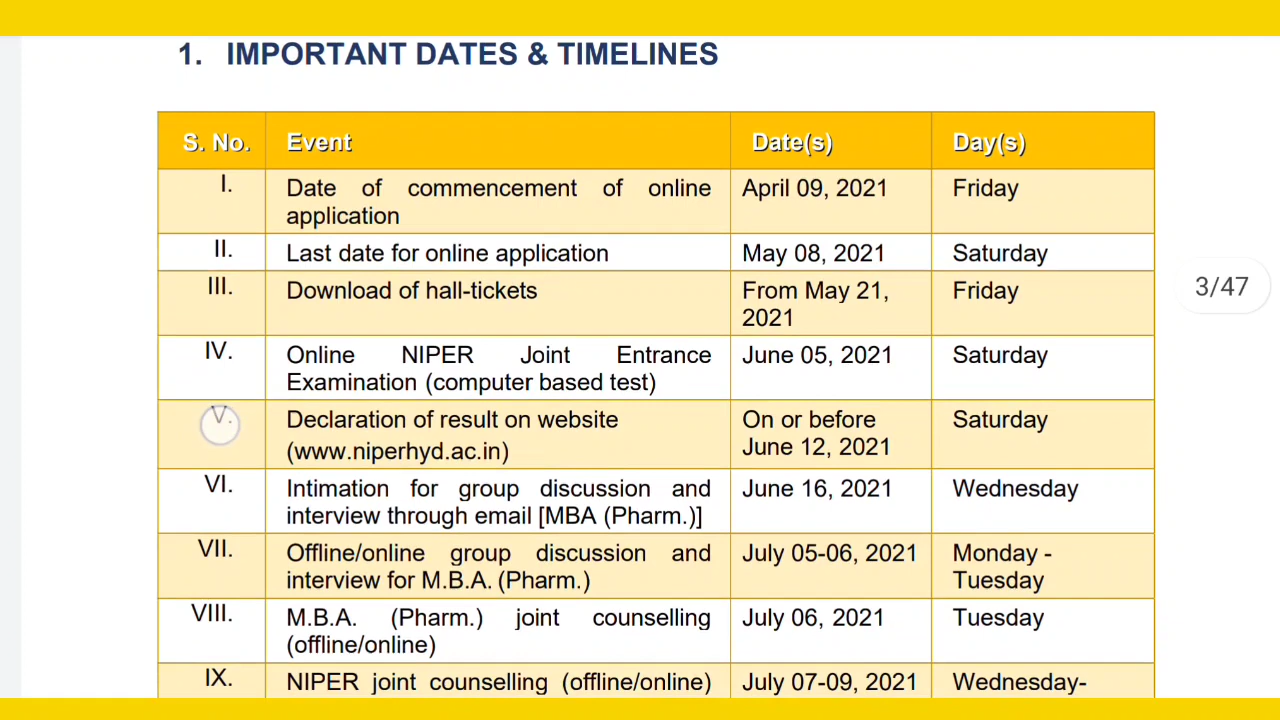 1. IMPORTANT DATES & TIMELINES
S. No. Event Date(s) Day(s)
I. Date of commencement of online April 09, 2021 Friday
application
II. Last date for online application May 08, 2021 Saturday
III. Download of hall-tickets From May 21, Friday
2021
IV. Online NIPER Joint Entrance June 05, 2021 Saturday
Examination (computer based test)
V. Declaration of result on website On or before Saturday
(www.niperhyd.ac.in) June 12, 2021
VI. Intimation for group discussion and June 16, 2021 Wednesday
interview through email [MBA (Pharm.)]
VII. Offline/online group discussion and July 05-06, 2021 Monday -
interview for M.B.A. (Pharm.) Tuesday
VIII. M.B.A. (Pharm.) joint counselling July 06, 2021 Tuesday
(offline/online)
IX. NIPER joint counselling (offline/online) July 07-09, 2021 Wednesday-
3/47